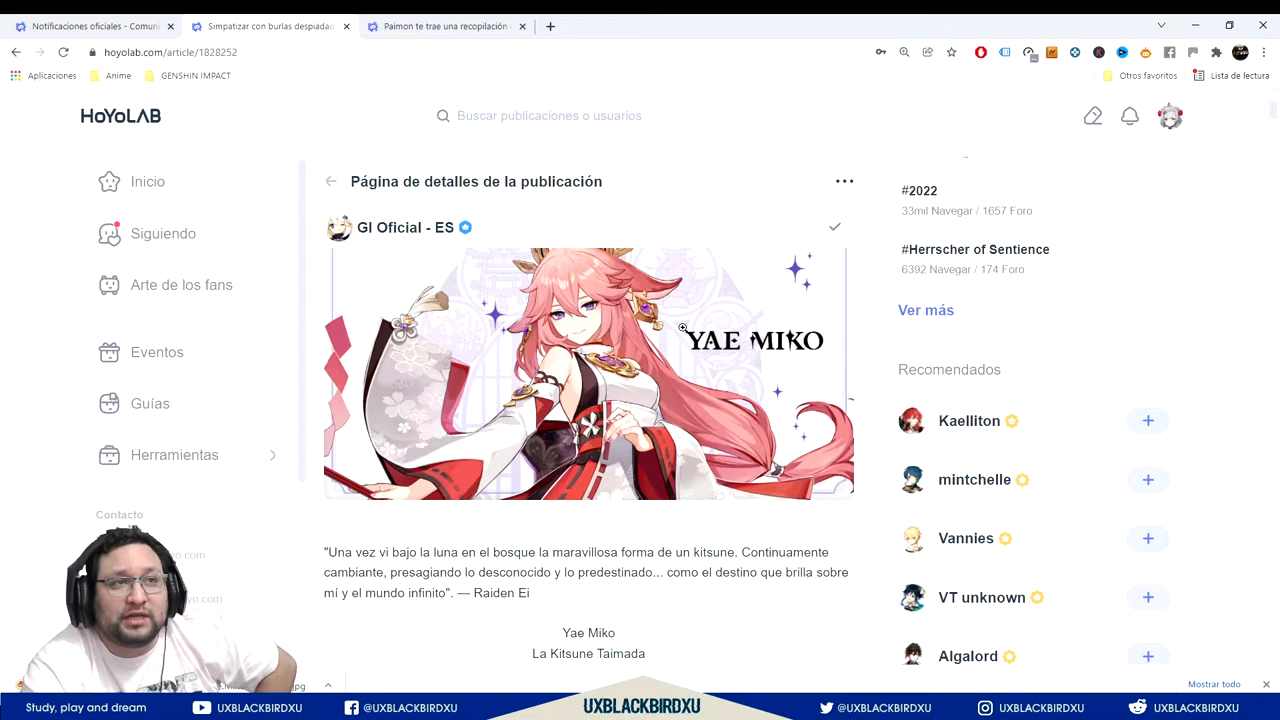 Notificaciones oficiales - Comuni
Simpatizar con burlas despiadad
Paimon te trae una recopilación
hoyolab.com/article/1828252
Aplicaciones
Anime
GENSHIN IMPACT
Otros favoritos
Lista de lectura
HoYoLAB
Buscar publicaciones o usuarios
Inicio
Siguiendo
Arte de los fans
Eventos
Guías
Herramientas
Contacto
yo.com
yo.com
Página de detalles de la publicación
GI Oficial - ES
YAE MIKO
"Una vez vi bajo la luna en el bosque la maravillosa forma de un kitsune. Continuamente
cambiante, presagiando lo desconocido y lo predestinado... como el destino que brilla sobre
mí y el mundo infinito". — Raiden Ei
Yae Miko
La Kitsune Taimada
#2022
33mil Navegar / 1657 Foro
#Herrscher of Sentience
6392 Navegar / 174 Foro
Ver más
Recomendados
Kaelliton
mintchelle
Vannies
VT unknown
Algalord
jpg
Mostrar todo
Study, play and dream
UXBLACKBIRDXU
@UXBLACKBIRDXU
UXBLACKBIRDXU
@UXBLACKBIRDXU
UXBLACKBIRDXU
UXBLACKBIRDXU